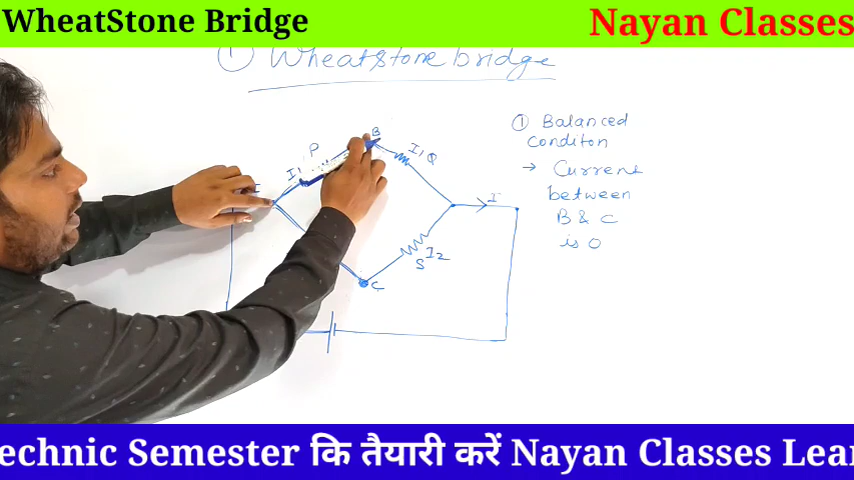 WheatStone Bridge
Nayan Classes
① Wheatstone bridge
B
P
I₁
I₁ Q
I
I
S I₂
C
① Balanced
conditon
→ Current
between
B & C
is 0
echnic Semester कि तैयारी करें Nayan Classes Lear